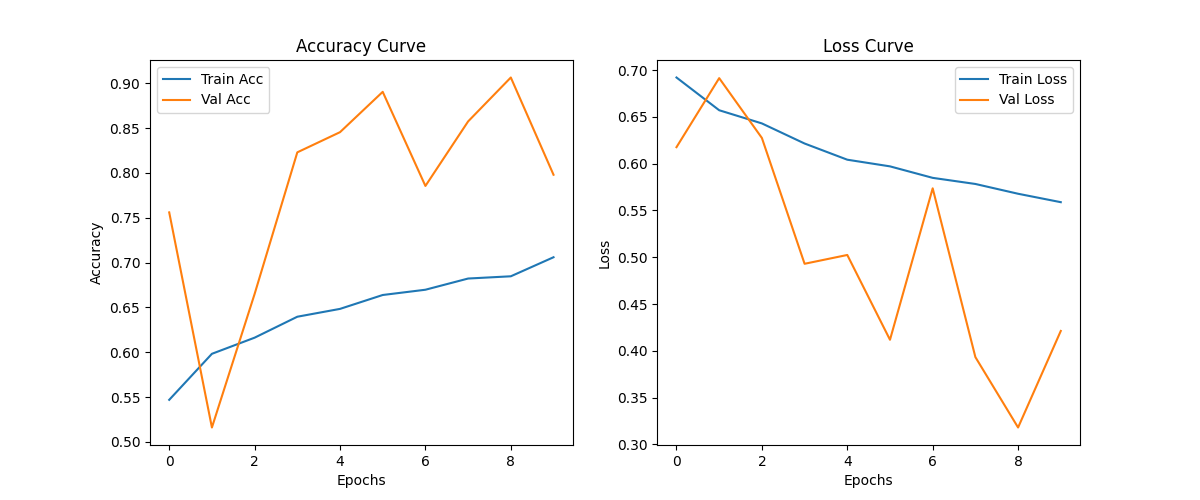 Accuracy Curve
Train Acc
Val Acc
0.90
0.85
0.80
0.75
0.70
0.65
0.60
0.55
0.50
Accuracy
0 2 4 6 8
Epochs
Loss Curve
Train Loss
Val Loss
0.70
0.65
0.60
0.55
0.50
0.45
0.40
0.35
0.30
Loss
0 2 4 6 8
Epochs